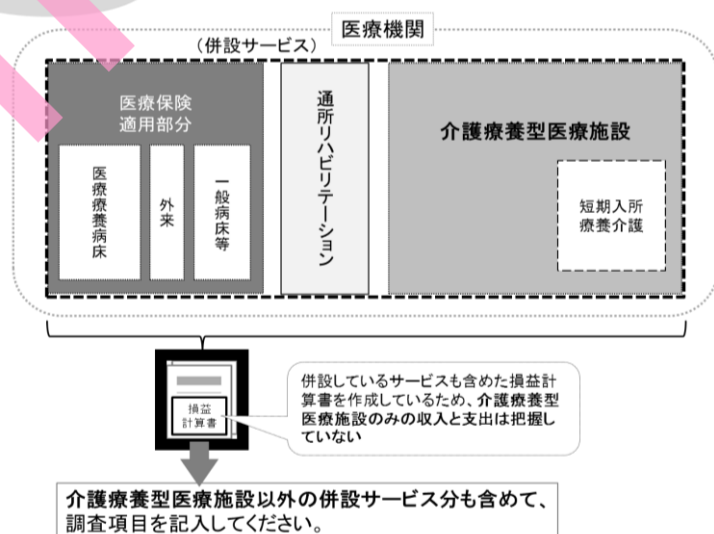 医療機関
(併設サービス)
医療保険
適用部分
医療療養病床
外来
一般病床等
通所リハビリテーション
介護療養型医療施設
短期入所
療養介護
損益
計算書
併設しているサービスも含めた損益計
算書を作成しているため、介護療養型
医療施設のみの収入と支出は把握し
ていない
介護療養型医療施設以外の併設サービス分も含めて、
調査項目を記入してください。